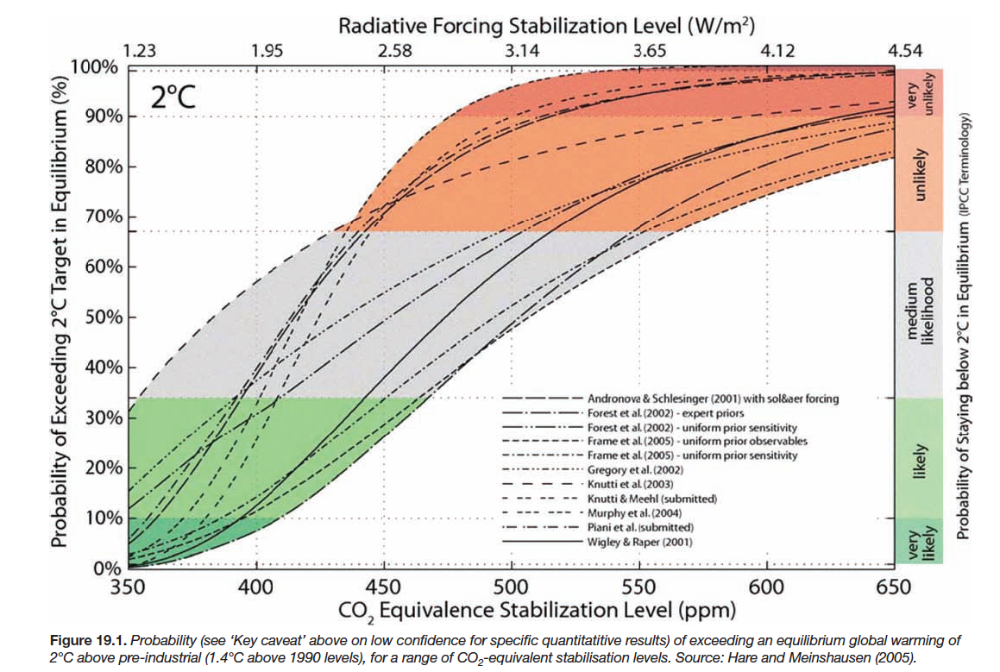 Radiative Forcing Stabilization Level (W/m²)
1.23 1.95 2.58 3.14 3.65 4.12 4.54
Probability of Exceeding 2°C Target in Equilibrium (%)
100%
90%
80%
70%
60%
50%
40%
30%
20%
10%
0%
2°C
very
unlikely
unlikely
medium
likelihood
likely
very
likely
Probability of Staying below 2°C in Equilibrium (IPCC Terminology)
Andronova & Schlesinger (2001) with sol&aer forcing
Forest et al. (2002) - expert priors
Forest et al. (2002) - uniform prior sensitivity
Frame et al. (2005) - uniform prior observables
Frame et al. (2005) - uniform prior sensitivity
Gregory et al. (2002)
Knutti et al. (2003)
Knutti & Meehl (submitted)
Murphy et al. (2004)
Piani et al. (submitted)
Wigley & Raper (2001)
350 400 450 500 550 600 650
CO₂ Equivalence Stabilization Level (ppm)
Figure 19.1. Probability (see ‘Key caveat’ above on low confidence for specific quantitatitive results) of exceeding an equilibrium global warming of
2°C above pre-industrial (1.4°C above 1990 levels), for a range of CO₂-equivalent stabilisation levels. Source: Hare and Meinshausen (2005).